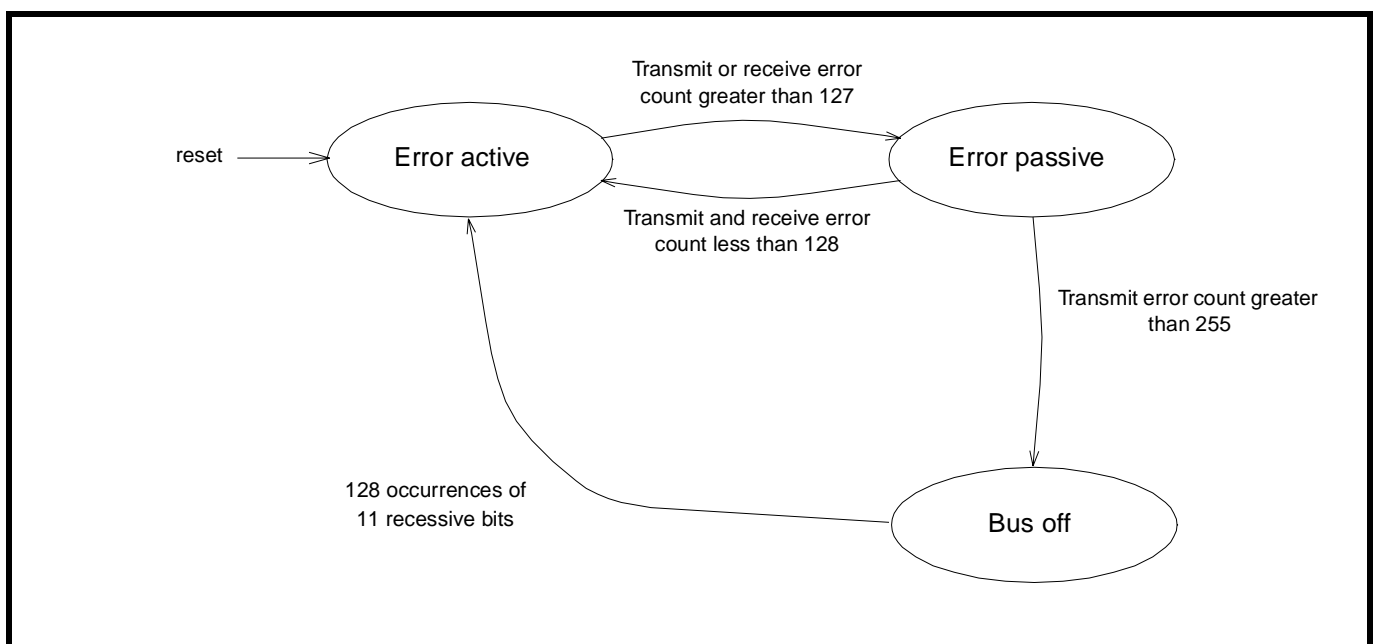 Transmit or receive error
count greater than 127
reset
Error active
Error passive
Transmit and receive error
count less than 128
Transmit error count greater
than 255
128 occurrences of
11 recessive bits
Bus off